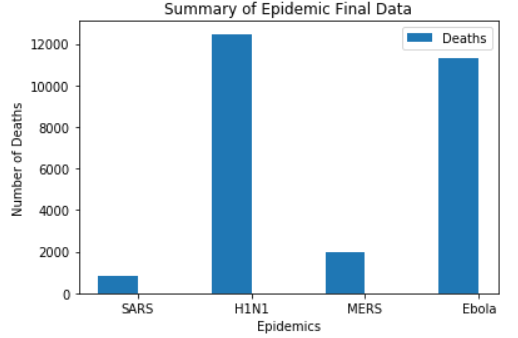 Summary of Epidemic Final Data
Deaths
12000
10000
8000
6000
4000
2000
0
Number of Deaths
SARS H1N1 MERS Ebola
Epidemics